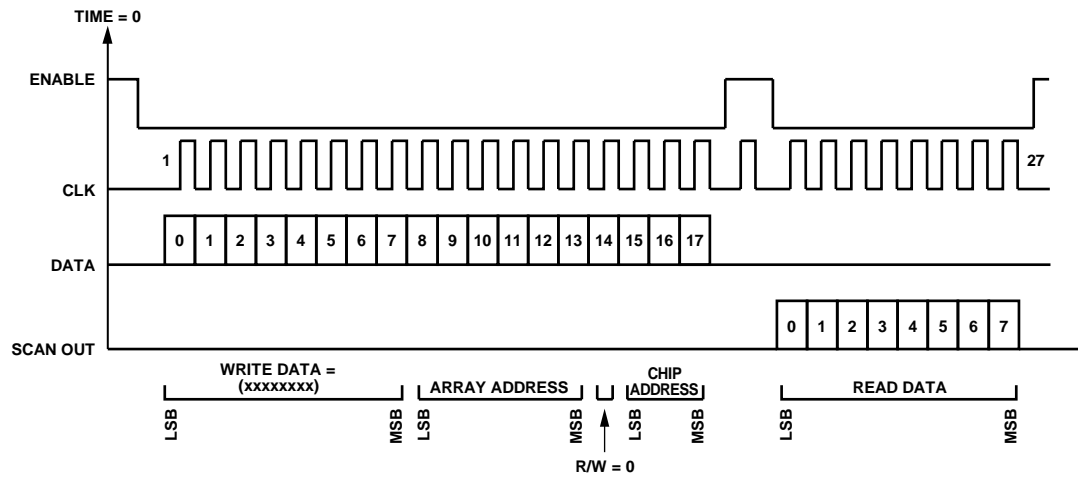 TIME = 0
ENABLE
1
27
CLK
0 1 2 3 4 5 6 7 8 9 10 11 12 13 14 15 16 17
DATA
0 1 2 3 4 5 6 7
SCAN OUT
WRITE DATA =
(xxxxxxxx)
ARRAY ADDRESS
CHIP
ADDRESS
READ DATA
LSB
MSB
LSB
MSB
LSB
MSB
LSB
MSB
R/W = 0